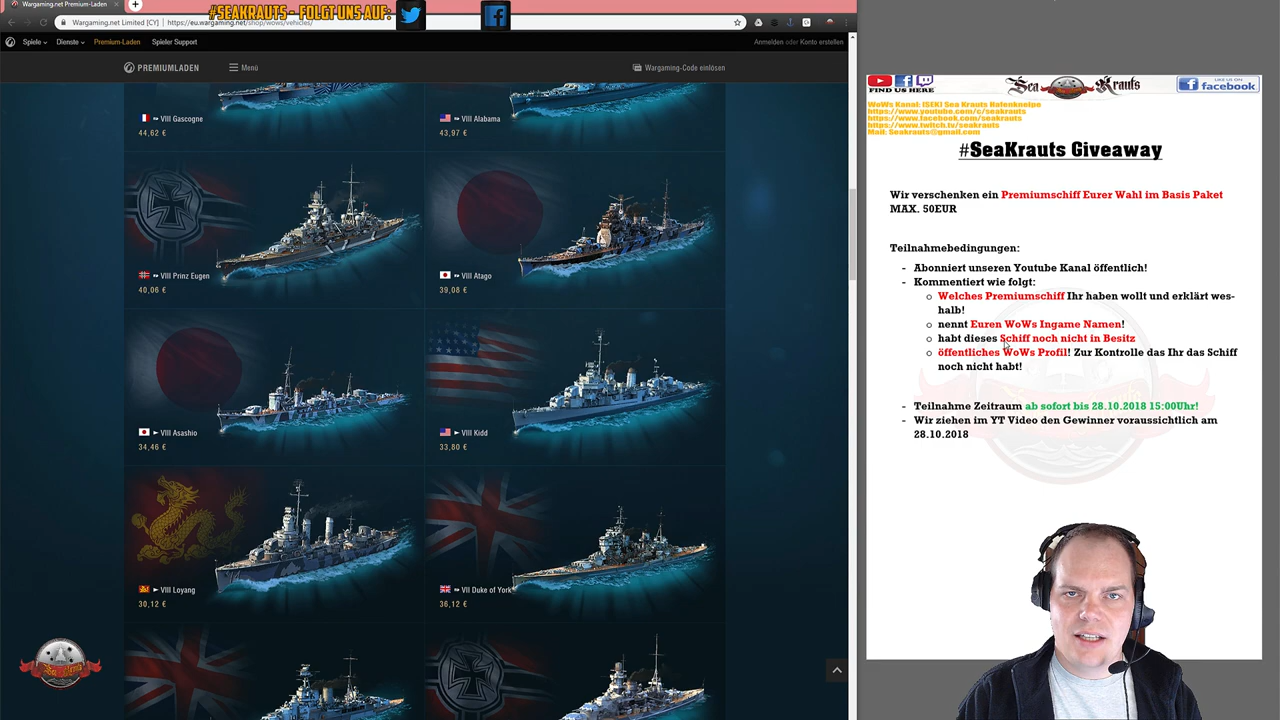 Wargaming.net Premium-Laden
#SEAKRAUTS - FOLGT UNS AUF:
Wargaming.net Limited [CY] https://eu.wargaming.net/shop/wows/vehicles/
Spiele Dienste Premium-Laden Spieler Support Anmelden oder Konto erstellen
PREMIUMLADEN Menü Wargaming-Code einlösen
VIII Gascogne
44,62 €
VIII Alabama
43,97 €
VIII Prinz Eugen
40,06 €
VIII Atago
39,08 €
VIII Asashio
34,46 €
VIII Kidd
33,80 €
VIII Loyang
30,12 €
VII Duke of York
36,12 €
FIND US HERE
Sea Krauts
LIKE US ON
facebook
WoWs Kanal: [SEK] Sea Krauts Hafenkneipe
https://www.youtube.com/c/seakrauts
https://www.facebook.com/seakrauts
https://www.twitch.tv/seakrauts
Mail: Seakrauts@gmail.com
#SeaKrauts Giveaway
Wir verschenken ein Premiumschiff Eurer Wahl im Basis Paket
MAX. 50EUR
Teilnahmebedingungen:
- Abonniert unseren Youtube Kanal öffentlich!
- Kommentiert wie folgt:
o Welches Premiumschiff Ihr haben wollt und erklärt wes-
halb!
o nennt Euren WoWs Ingame Namen!
o habt dieses Schiff noch nicht in Besitz
o öffentliches WoWs Profil! Zur Kontrolle das Ihr das Schiff
noch nicht habt!
- Teilnahme Zeitraum ab sofort bis 28.10.2018 15:00Uhr!
- Wir ziehen im YT Video den Gewinner voraussichtlich am
28.10.2018